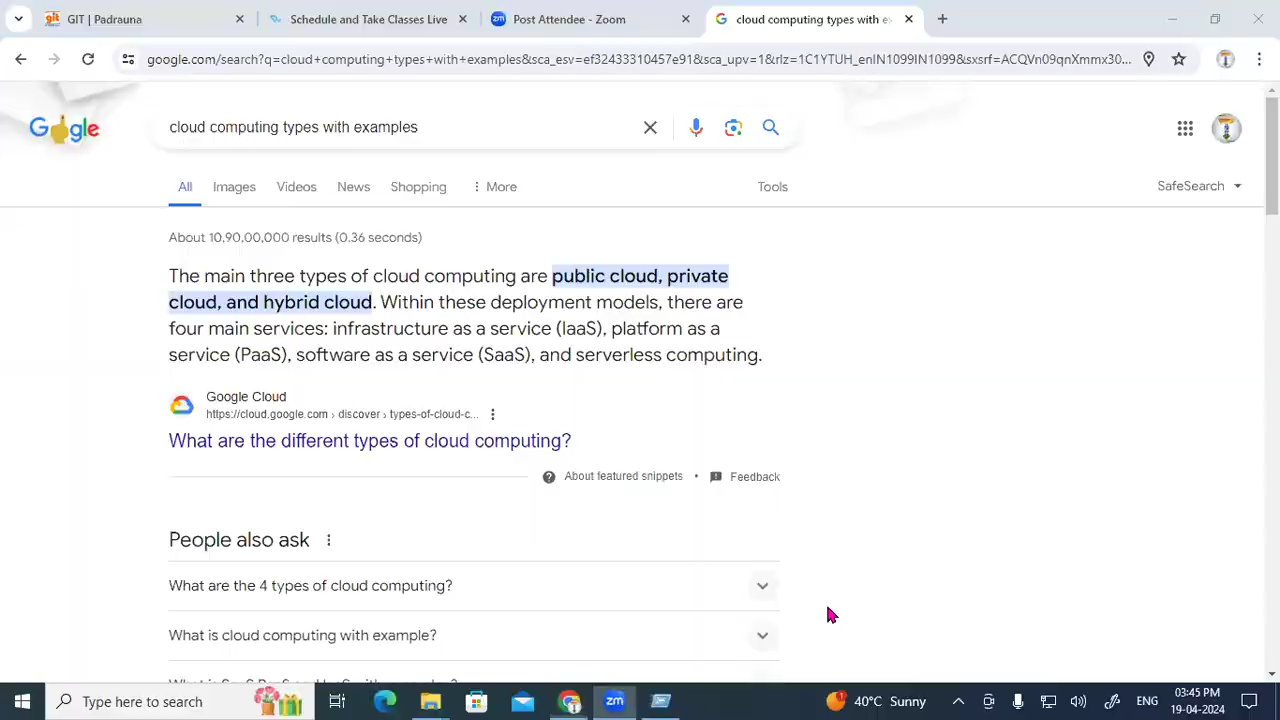 GIT | Padrauna
Schedule and Take Classes Live
Post Attendee - Zoom
cloud computing types with e
google.com/search?q=cloud+computing+types+with+examples&sca_esv=ef32433310457e91&sca_upv=1&rlz=1C1YTUH_enIN1099IN1099&sxsrf=ACQVn09qnXmmx30...
Google
cloud computing types with examples
All
Images
Videos
News
Shopping
More
Tools
SafeSearch
About 10,90,00,000 results (0.36 seconds)
The main three types of cloud computing are public cloud, private
cloud, and hybrid cloud. Within these deployment models, there are
four main services: infrastructure as a service (IaaS), platform as a
service (PaaS), software as a service (SaaS), and serverless computing.
Google Cloud
https://cloud.google.com › discover › types-of-cloud-c...
What are the different types of cloud computing?
About featured snippets • Feedback
People also ask
What are the 4 types of cloud computing?
What is cloud computing with example?
Type here to search
40°C Sunny
ENG
03:45 PM
19-04-2024